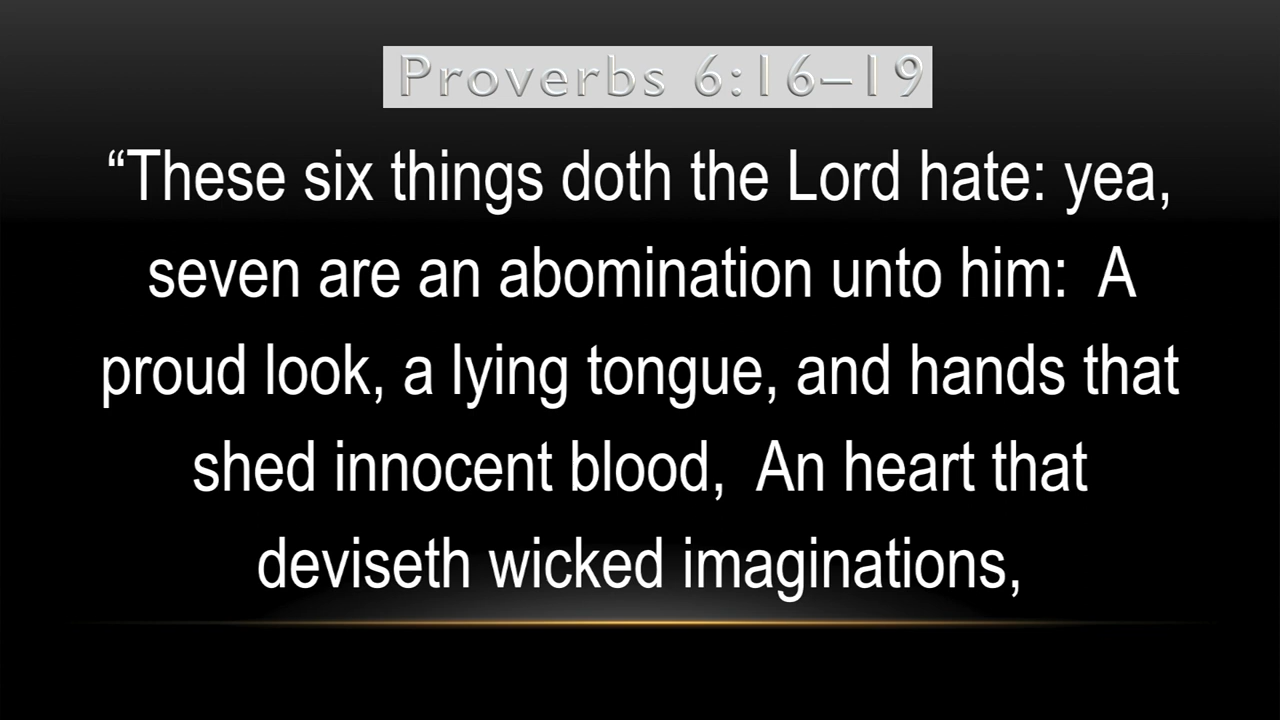 Proverbs 6:16–19
“These six things doth the Lord hate: yea,
seven are an abomination unto him:  A
proud look, a lying tongue, and hands that
shed innocent blood,  An heart that
deviseth wicked imaginations,